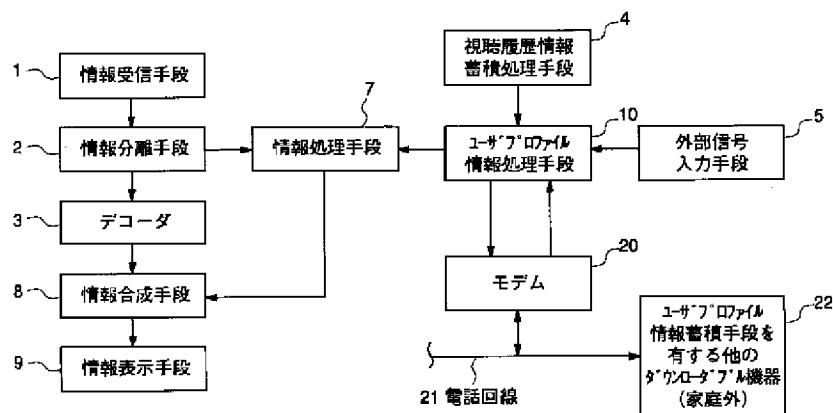 1
情報受信手段
2
情報分離手段
3
デコーダ
8
情報合成手段
9
情報表示手段
7
情報処理手段
4
視聴履歴情報
蓄積処理手段
10
ユーザプロファイル
情報処理手段
5
外部信号
入力手段
20
モデム
21 電話回線
22
ユーザプロファイル
情報蓄積手段を
有する他の
ダウンローダブル機器
(家庭外)